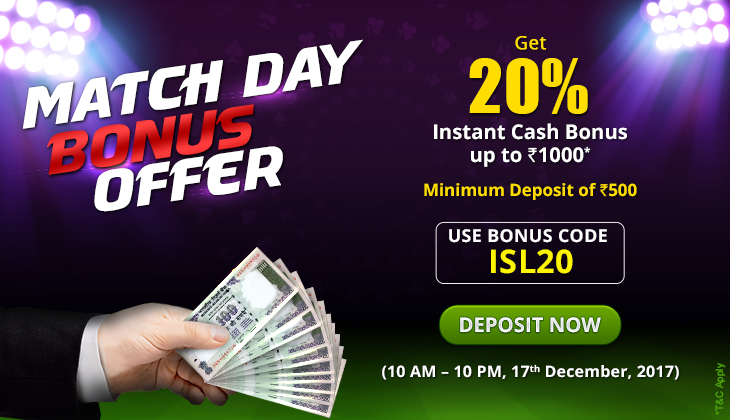 MATCH DAY
BONUS
OFFER
Get
20%
Instant Cash Bonus
up to ₹1000*
Minimum Deposit of ₹500
USE BONUS CODE
ISL20
DEPOSIT NOW
(10 AM – 10 PM, 17th December, 2017)
*T&C Apply
100